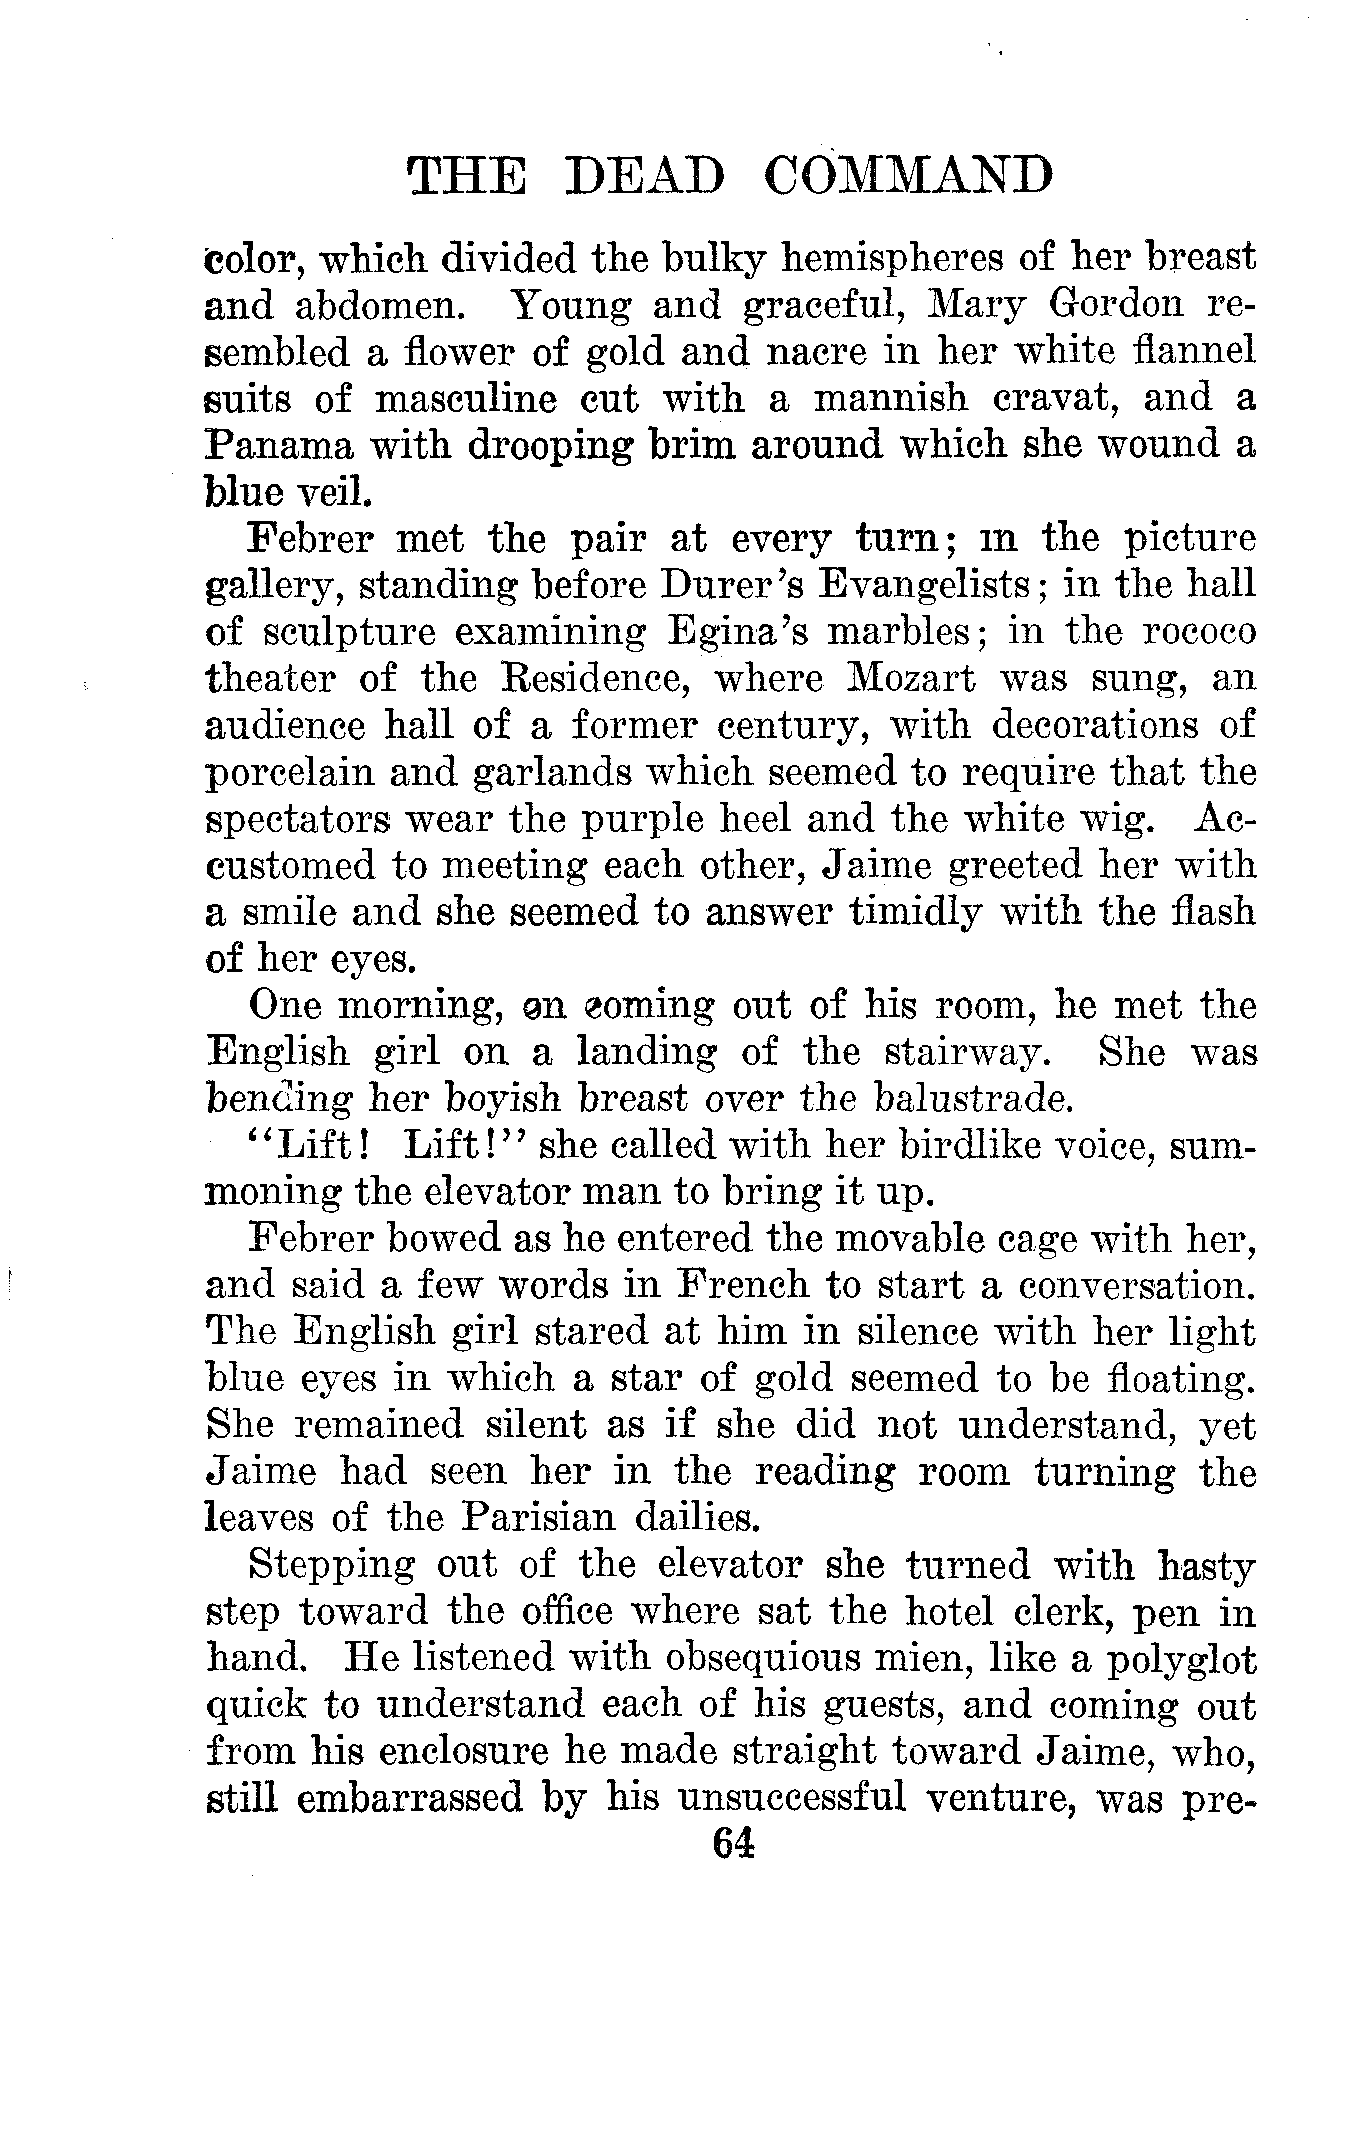 THE DEAD COMMAND
color, which divided the bulky hemispheres of her breast
and abdomen. Young and graceful, Mary Gordon re-
sembled a flower of gold and nacre in her white flannel
suits of masculine cut with a mannish cravat, and a
Panama with drooping brim around which she wound a
blue veil.
Febrer met the pair at every turn; in the picture
gallery, standing before Durer's Evangelists; in the hall
of sculpture examining Egina's marbles; in the rococo
theater of the Residence, where Mozart was sung, an
audience hall of a former century, with decorations of
porcelain and garlands which seemed to require that the
spectators wear the purple heel and the white wig. Ac-
customed to meeting each other, Jaime greeted her with
a smile and she seemed to answer timidly with the flash
of her eyes.
One morning, on coming out of his room, he met the
English girl on a landing of the stairway. She was
bending her boyish breast over the balustrade.
"Lift! Lift!" she called with her birdlike voice, sum-
moning the elevator man to bring it up.
Febrer bowed as he entered the movable cage with her,
and said a few words in French to start a conversation.
The English girl stared at him in silence with her light
blue eyes in which a star of gold seemed to be floating.
She remained silent as if she did not understand, yet
Jaime had seen her in the reading room turning the
leaves of the Parisian dailies.
Stepping out of the elevator she turned with hasty
step toward the office where sat the hotel clerk, pen in
hand. He listened with obsequious mien, like a polyglot
quick to understand each of his guests, and coming out
from his enclosure he made straight toward Jaime, who,
still embarrassed by his unsuccessful venture, was pre-
64